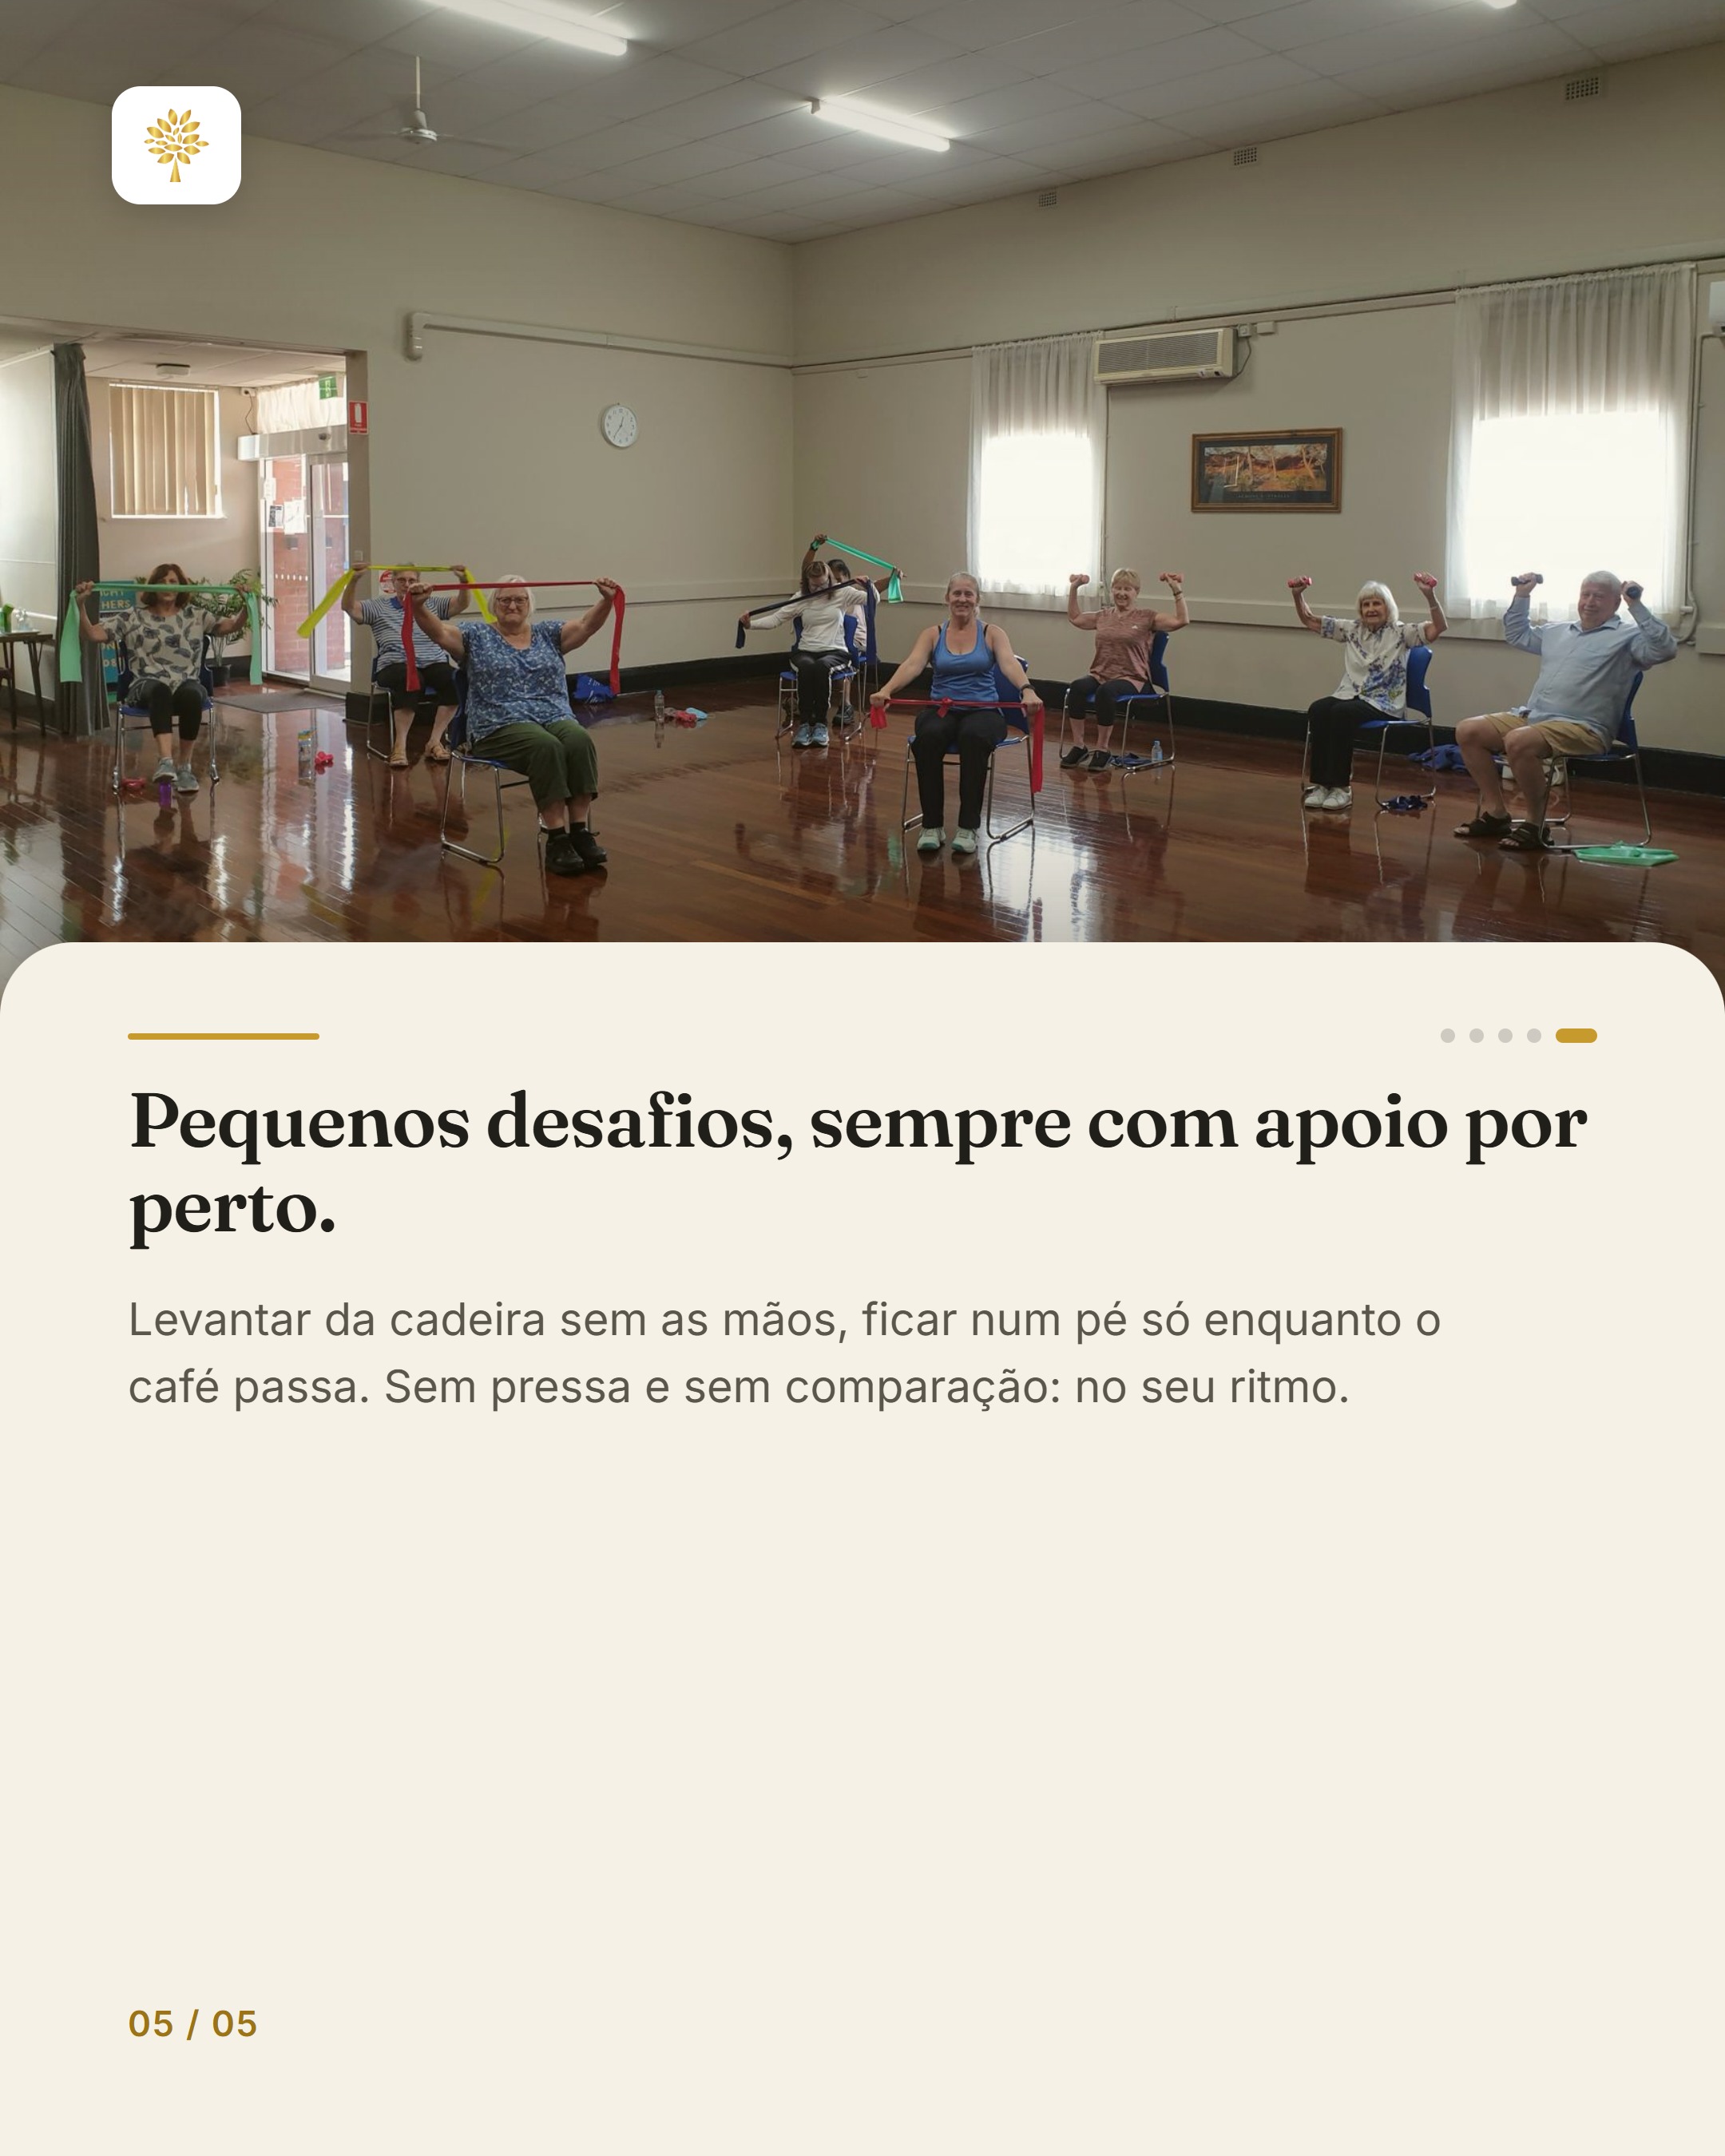 Pequenos desafios, sempre com apoio por
perto.
Levantar da cadeira sem as mãos, ficar num pé só enquanto o
café passa. Sem pressa e sem comparação: no seu ritmo.
05 / 05